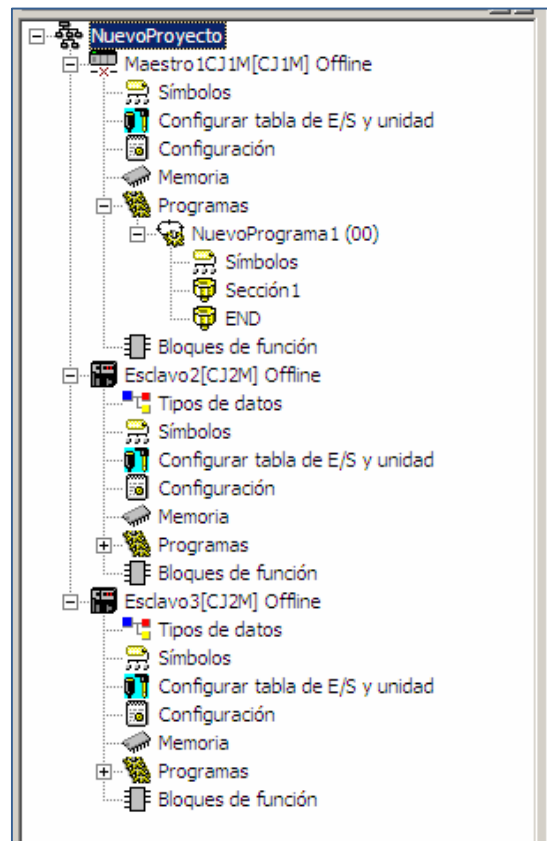 NuevoProyecto
Maestro1CJ1M[CJ1M] Offline
Símbolos
Configurar tabla de E/S y unidad
Configuración
Memoria
Programas
NuevoPrograma1 (00)
Símbolos
Sección1
END
Bloques de función
Esclavo2[CJ2M] Offline
Tipos de datos
Símbolos
Configurar tabla de E/S y unidad
Configuración
Memoria
Programas
Bloques de función
Esclavo3[CJ2M] Offline
Tipos de datos
Símbolos
Configurar tabla de E/S y unidad
Configuración
Memoria
Programas
Bloques de función